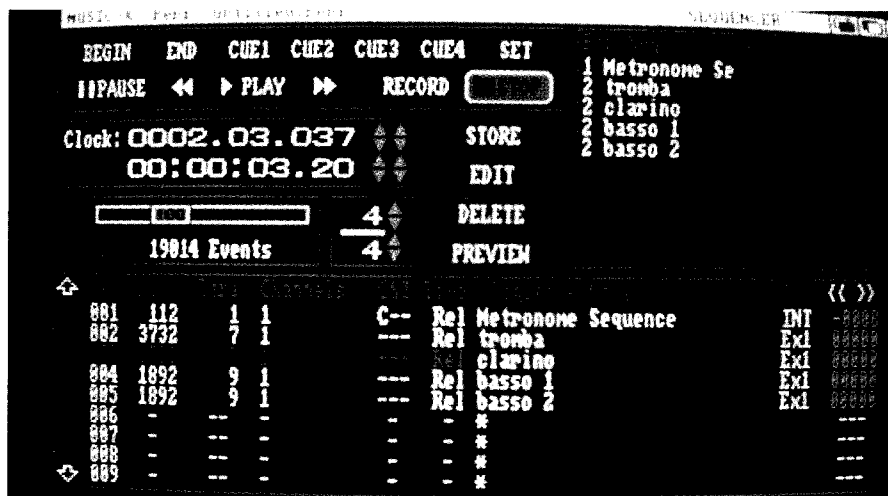 SEQUENCER
BEGIN END CUE1 CUE2 CUE3 CUE4 SET
PAUSE PLAY RECORD
Clock: 0002.03.037
00:00:03.20
STORE
EDIT
DELETE
PREVIEW
4
4
19814 Events
1 Metronome Se
2 tromba
2 clarino
2 basso 1
2 basso 2
Channels
001 112 1 1 C-- Rel Metronome Sequence INT
002 3732 7 1 --- Rel tromba Ex1
clarino Ex1
004 1892 9 1 --- Rel basso 1 Ex1
005 1892 9 1 --- Rel basso 2 Ex1
006 - -- - - - * ---
007 - -- - - - * ---
008 - -- - - - * ---
009 - -- - - - * ---